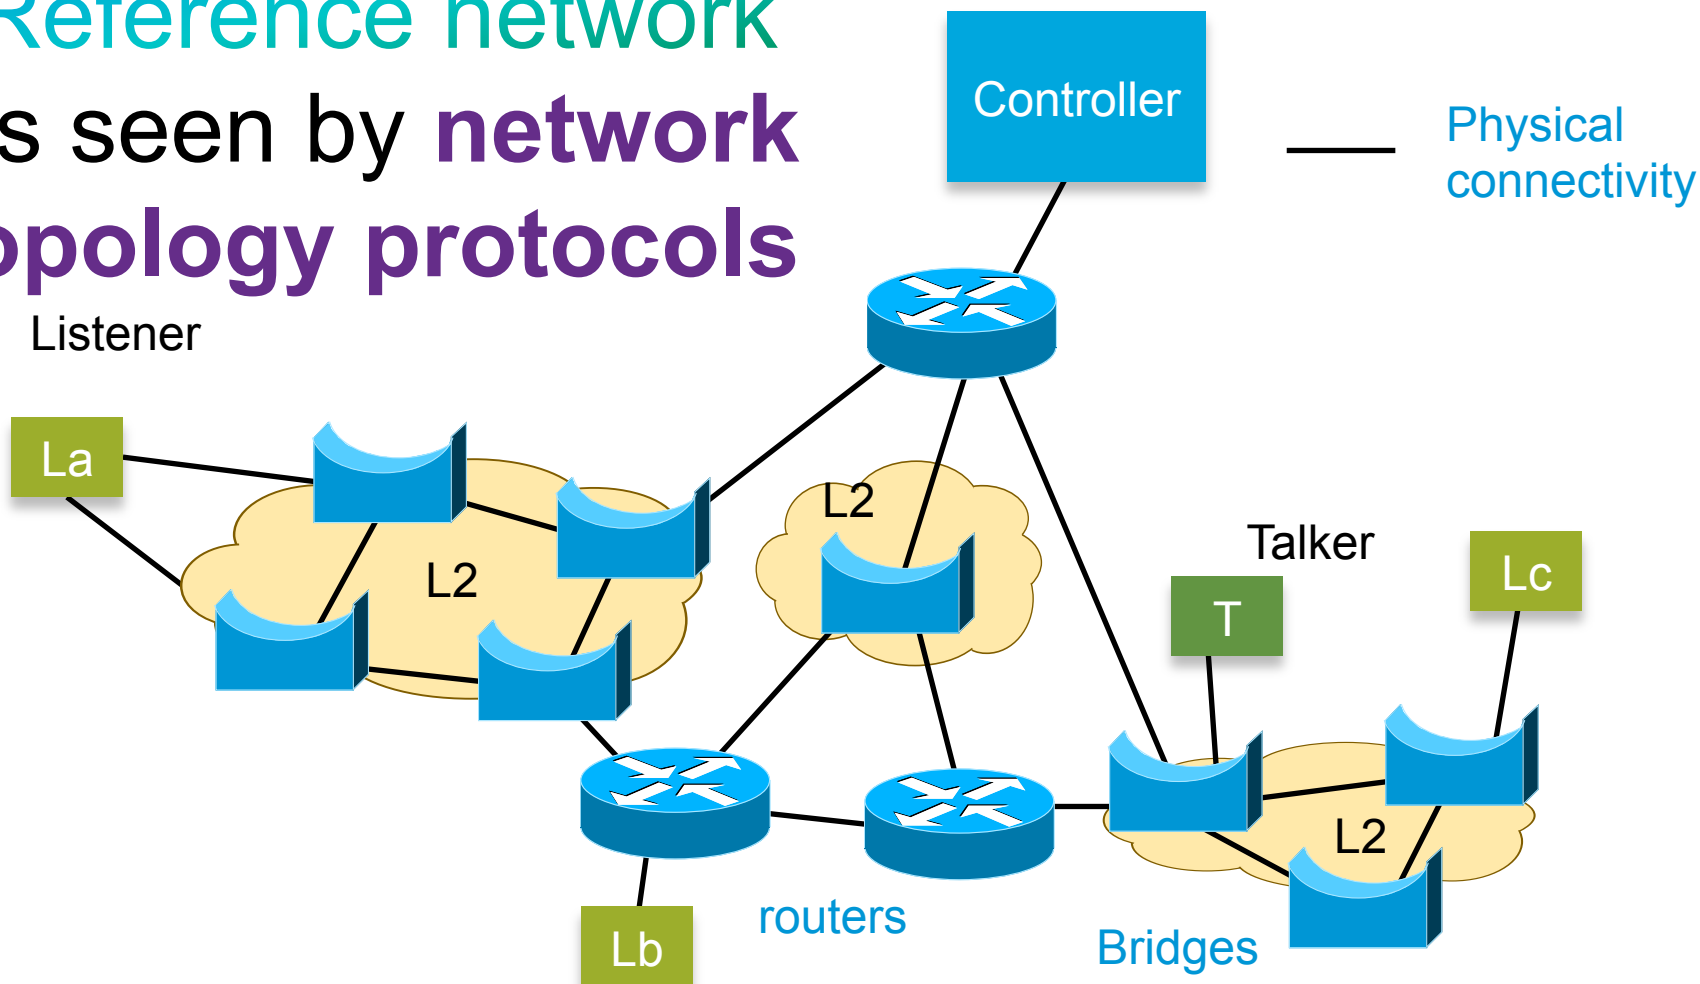 Reference network
s seen by network
opology protocols
Controller
Physical
connectivity
Listener
La
L2
L2
Talker
T
Lc
L2
routers
Bridges
Lb